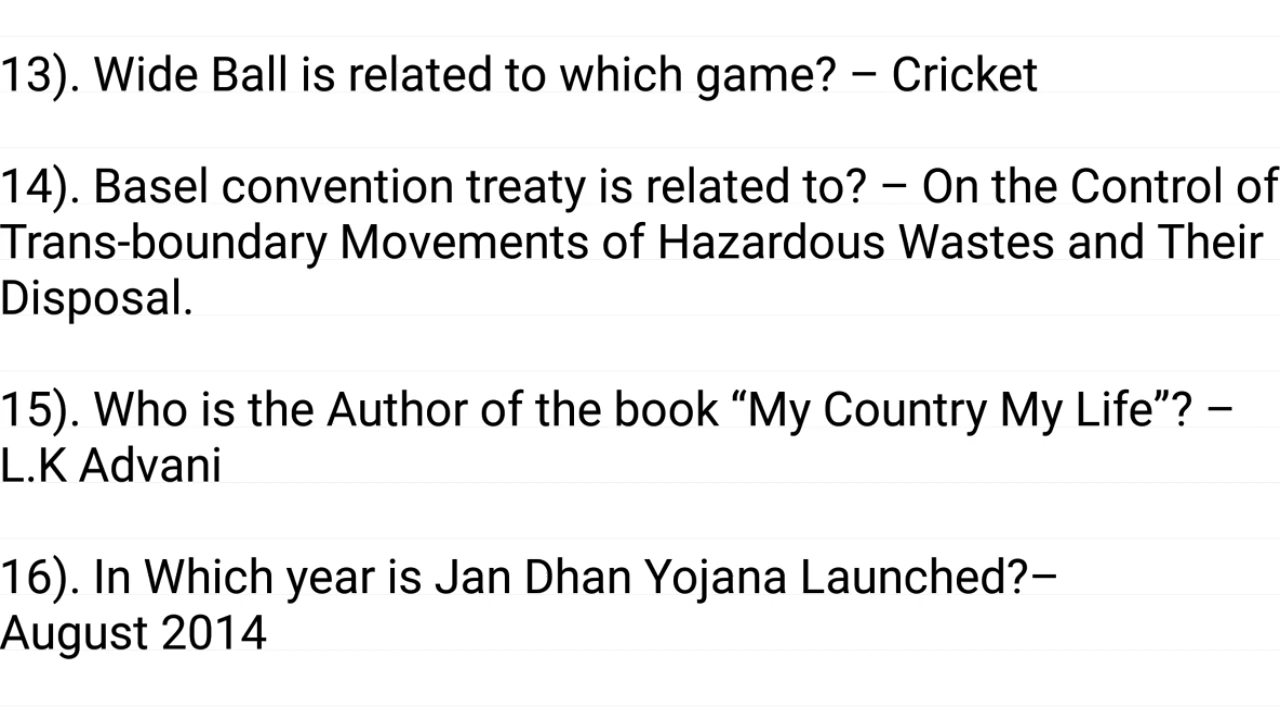 13). Wide Ball is related to which game? – Cricket
14). Basel convention treaty is related to? – On the Control of
Trans-boundary Movements of Hazardous Wastes and Their
Disposal.
15). Who is the Author of the book “My Country My Life”? –
L.K Advani
16). In Which year is Jan Dhan Yojana Launched?–
August 2014